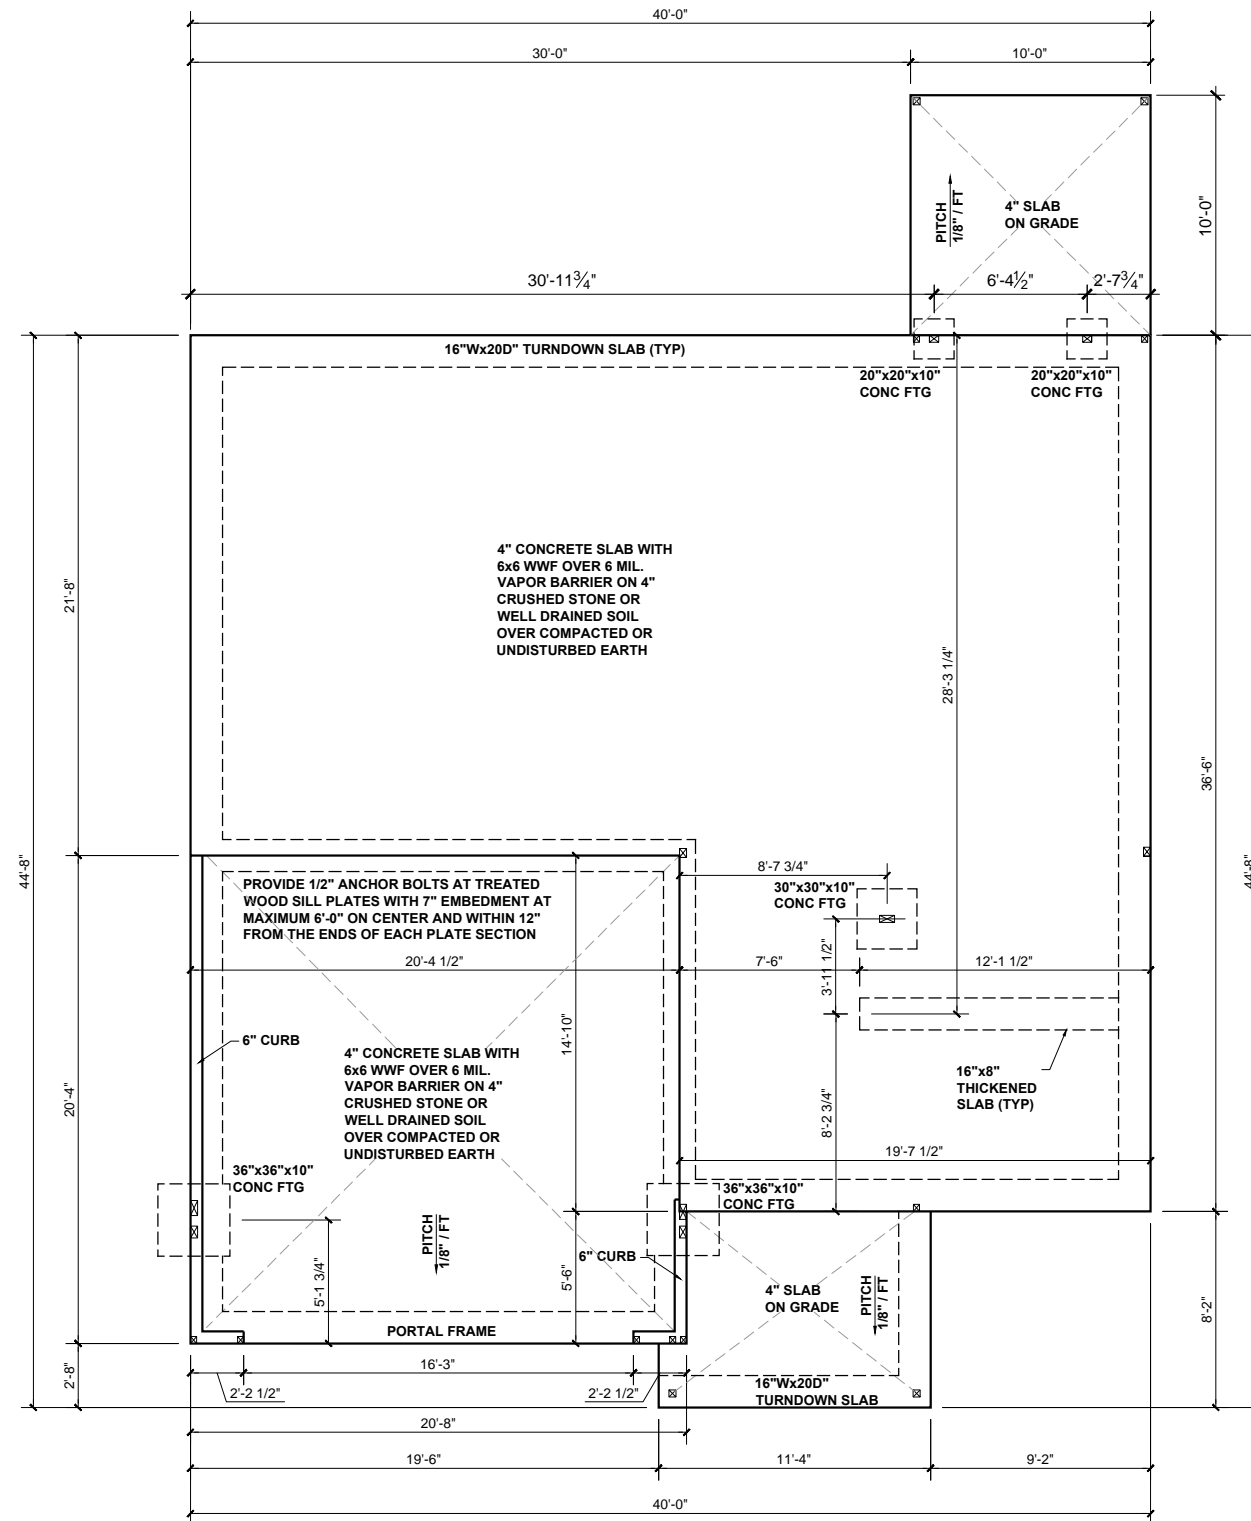 40'-0"
30'-0"
10'-0"
10'-0"
PITCH
1/8" / FT
4" SLAB
ON GRADE
30'-11¾"
6'-4½"
2'-7¾"
16"Wx20D" TURNDOWN SLAB (TYP)
20"x20"x10"
CONC FTG
20"x20"x10"
CONC FTG
4" CONCRETE SLAB WITH
6x6 WWF OVER 6 MIL.
VAPOR BARRIER ON 4"
CRUSHED STONE OR
WELL DRAINED SOIL
OVER COMPACTED OR
UNDISTURBED EARTH
21'-8"
28'-3 1/4"
36'-6"
44'-8"
44'-8"
8'-7 3/4"
30"x30"x10"
CONC FTG
PROVIDE 1/2" ANCHOR BOLTS AT TREATED
WOOD SILL PLATES WITH 7" EMBEDMENT AT
MAXIMUM 6'-0" ON CENTER AND WITHIN 12"
FROM THE ENDS OF EACH PLATE SECTION
20'-4 1/2"
7'-6"
3'-11 1/2"
12'-1 1/2"
6" CURB
14'-10"
4" CONCRETE SLAB WITH
6x6 WWF OVER 6 MIL.
VAPOR BARRIER ON 4"
CRUSHED STONE OR
WELL DRAINED SOIL
OVER COMPACTED OR
UNDISTURBED EARTH
16"x8"
THICKENED
SLAB (TYP)
20'-4"
8'-2 3/4"
19'-7 1/2"
36"x36"x10"
CONC FTG
36"x36"x10"
CONC FTG
PITCH
1/8" / FT
5'-1 3/4"
5'-6"
6" CURB
4" SLAB
ON GRADE
PITCH
1/8" / FT
8'-2"
PORTAL FRAME
2'-8"
16'-3"
2'-2 1/2"
2'-2 1/2"
16"Wx20D"
TURNDOWN SLAB
20'-8"
19'-6"
11'-4"
9'-2"
40'-0"